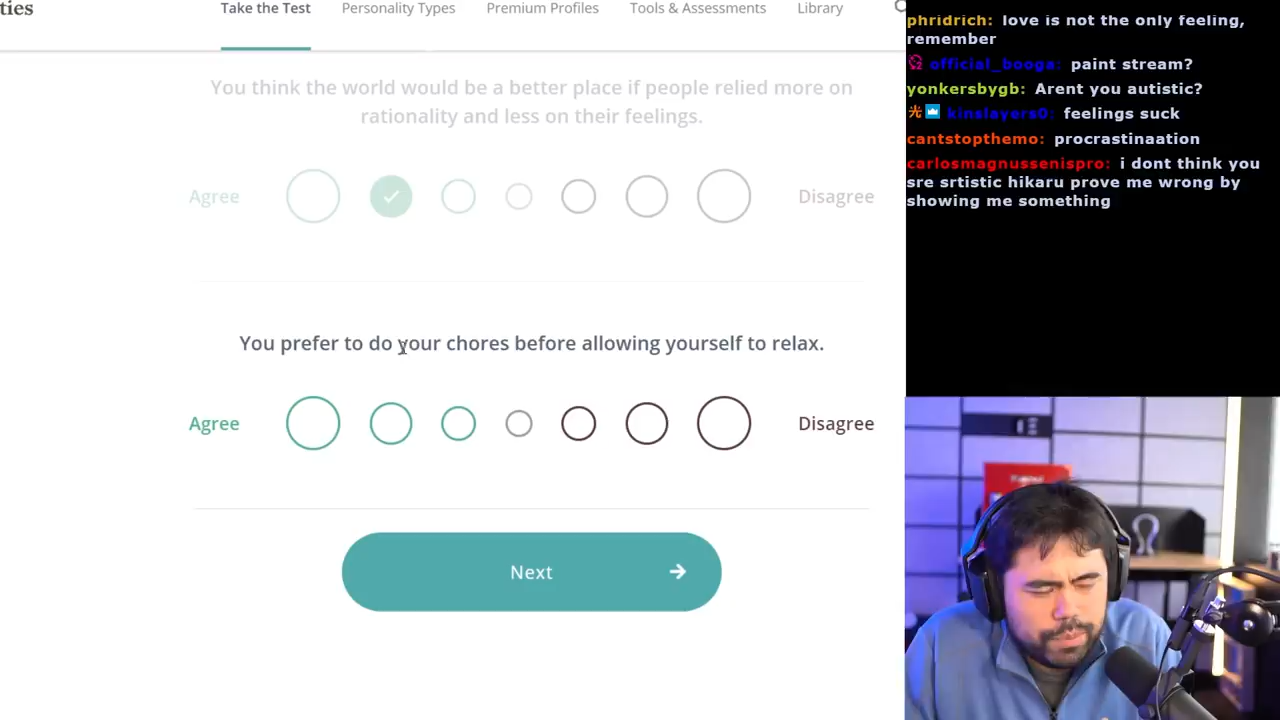 ties
Take the Test
Personality Types
Premium Profiles
Tools & Assessments
Library
You think the world would be a better place if people relied more on
rationality and less on their feelings.
Agree
Disagree
You prefer to do your chores before allowing yourself to relax.
Agree
Disagree
Next
phridrich: love is not the only feeling,
remember
official_booga: paint stream?
yonkersbygb: Arent you autistic?
kinslayers0: feelings suck
cantstopthemo: procrastinaation
carlosmagnussenispro: i dont think you
sre srtistic hikaru prove me wrong by
showing me something